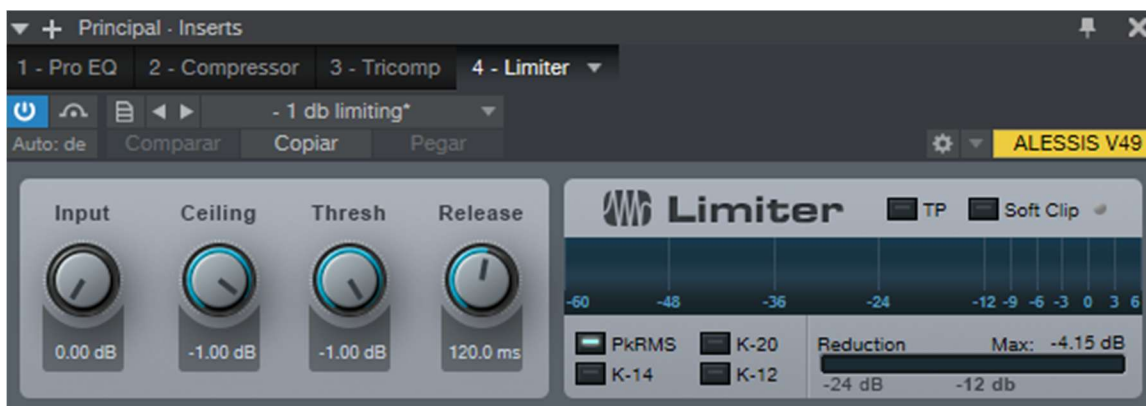 Principal - Inserts
1 - Pro EQ 2 - Compressor 3 - Tricomp 4 - Limiter
- 1 db limiting*
Auto: de Comparar Copiar Pegar ALESSIS V49
Input Ceiling Thresh Release
0.00 dB -1.00 dB -1.00 dB 120.0 ms
Limiter TP Soft Clip
-60 -48 -36 -24 -12 -9 -6 -3 0 3 6
PkRMS K-20
K-14 K-12
Reduction Max: -4.15 dB
-24 dB -12 db